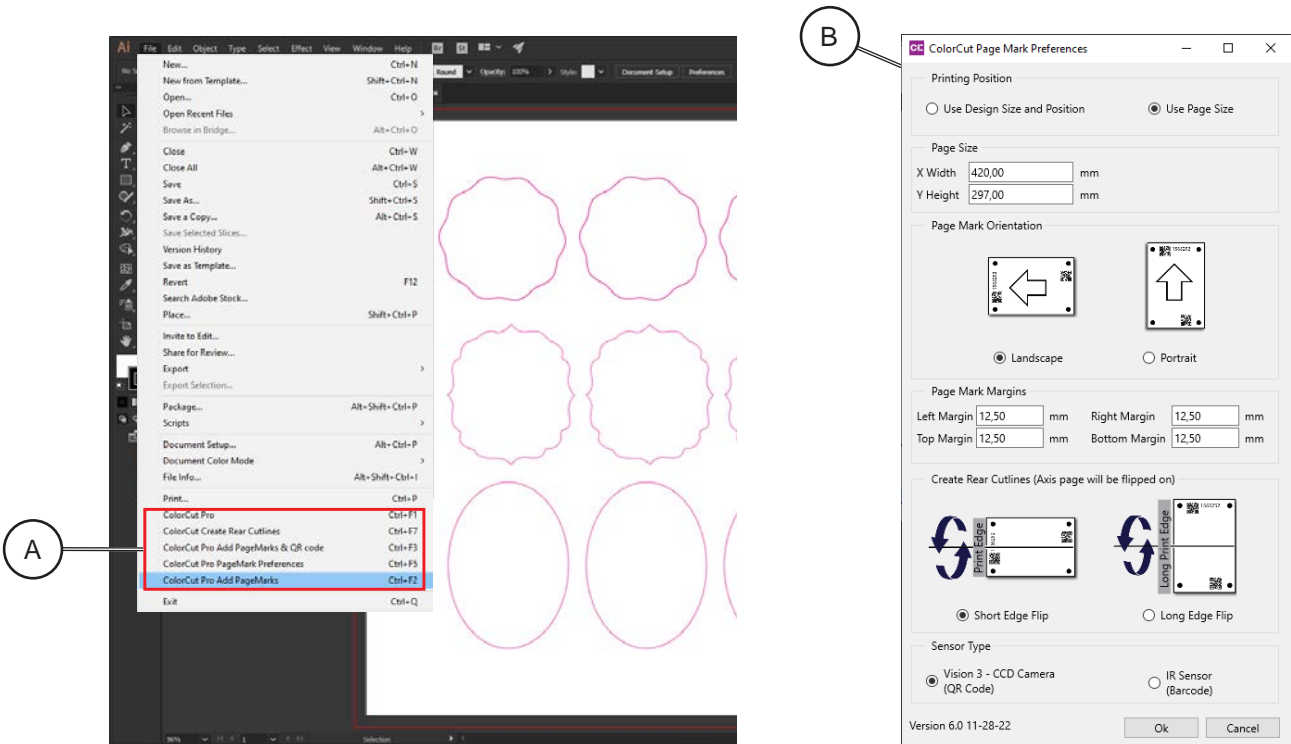 B
Ai File Edit Object Type Select Effect View Window Help Br St
Round Opacity: 100% Style: Document Setup Preferences
New... Ctrl+N
New from Template... Shift+Ctrl+N
Open... Ctrl+O
Open Recent Files
Browse in Bridge... Alt+Ctrl+O
Close Ctrl+W
Close All Alt+Ctrl+W
Save Ctrl+S
Save As... Shift+Ctrl+S
Save a Copy... Alt+Ctrl+S
Save Selected Slices...
Version History
Save as Template...
Revert F12
Search Adobe Stock...
Place... Shift+Ctrl+P
Invite to Edit...
Share for Review...
Export
Export Selection...
Package... Alt+Shift+Ctrl+P
Scripts
Document Setup... Alt+Ctrl+P
Document Color Mode
File Info... Alt+Shift+Ctrl+I
Print... Ctrl+P
ColorCut Pro Ctrl+F1
ColorCut Create Rear Cutlines Ctrl+F7
ColorCut Pro Add PageMarks & QR code Ctrl+F3
ColorCut Pro PageMark Preferences Ctrl+F5
ColorCut Pro Add PageMarks Ctrl+F2
Exit Ctrl+Q
A
96% 1 Selection
CC ColorCut Page Mark Preferences
Printing Position
Use Design Size and Position Use Page Size
Page Size
X Width 420,00 mm
Y Height 297,00 mm
Page Mark Orientation
Landscape Portrait
Page Mark Margins
Left Margin 12,50 mm Right Margin 12,50 mm
Top Margin 12,50 mm Bottom Margin 12,50 mm
Create Rear Cutlines (Axis page will be flipped on)
Print Edge
Long Print Edge
Short Edge Flip Long Edge Flip
Sensor Type
Vision 3 - CCD Camera
(QR Code)
IR Sensor
(Barcode)
Version 6.0 11-28-22 Ok Cancel